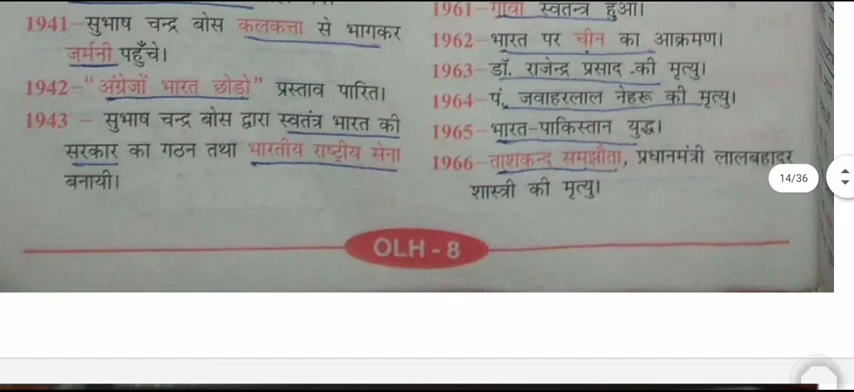 1941-सुभाष चन्द्र बोस कलकत्ता से भागकर
जर्मनी पहुँचे।
1942-“अंग्रेजों भारत छोडो” प्रस्ताव पारित।
1943 - सुभाष चन्द्र बोस द्वारा स्वतंत्र भारत की
सरकार का गठन तथा भारतीय राष्ट्रीय सेना
बनायी।
1961-गोवा स्वतन्त्र हुआ।
1962-भारत पर चीन का आक्रमण।
1963-डॉ. राजेन्द्र प्रसाद की मृत्यु।
1964-पं. जवाहरलाल नेहरू की मृत्यु।
1965-भारत-पाकिस्तान युद्ध।
1966-ताशकन्द समझौता, प्रधानमंत्री लालबहादुर
शास्त्री की मृत्यु।
14/36
OLH - 8